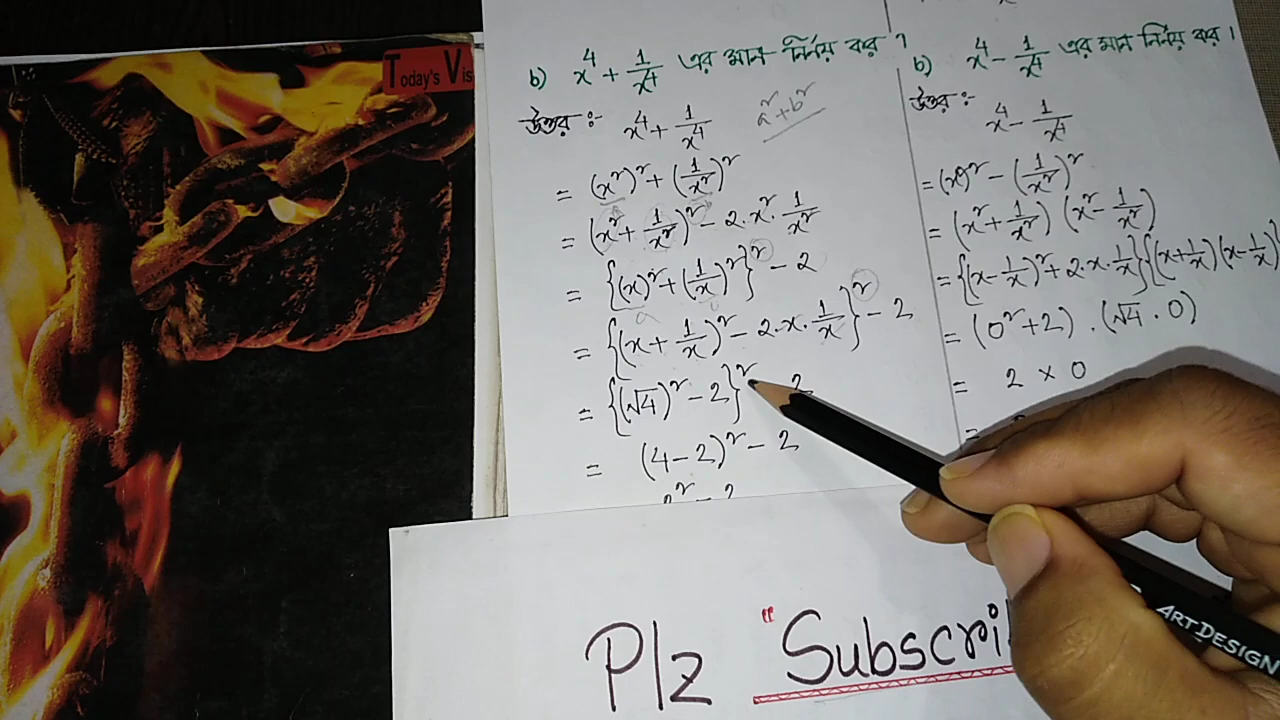 Today's Vis
b) x⁴ + 1/x⁴ এর মান নির্নয় কর ?
উত্তর :- x⁴ + 1/x⁴
a² + b²
= (x²)² + (1/x²)²
= (x² + 1/x²)² - 2.x².1/x²
= {(x)² + (1/x)²}² - 2
= {(x + 1/x)² - 2.x.1/x}² - 2
= {(√4)² - 2}² - 2
= (4-2)² - 2
b) x⁴ - 1/x⁴ এর মান নির্নয় কর।
উত্তর :-
x⁴ - 1/x⁴
= (x²)² - (1/x²)²
= (x² + 1/x²) (x² - 1/x²)
= {(x - 1/x)² + 2.x.1/x}{(x + 1/x)(x - 1/x)}
= (0² + 2) . (√4 . 0)
= 2 × 0
=
Plz "Subscri
ARTDESIGN